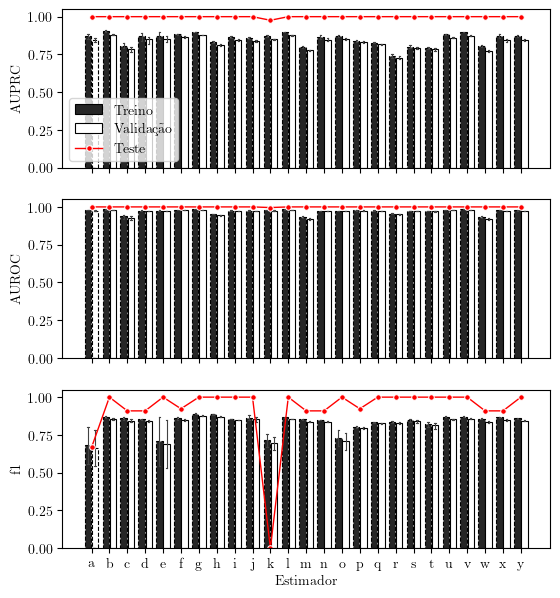 1.00
0.75
0.50
0.25
0.00
AUPRC
Treino
Validação
Teste
1.00
0.75
0.50
0.25
0.00
AUROC
1.00
0.75
0.50
0.25
0.00
f1
a b c d e f g h i j k l m n o p q r s t u v w x y
Estimador